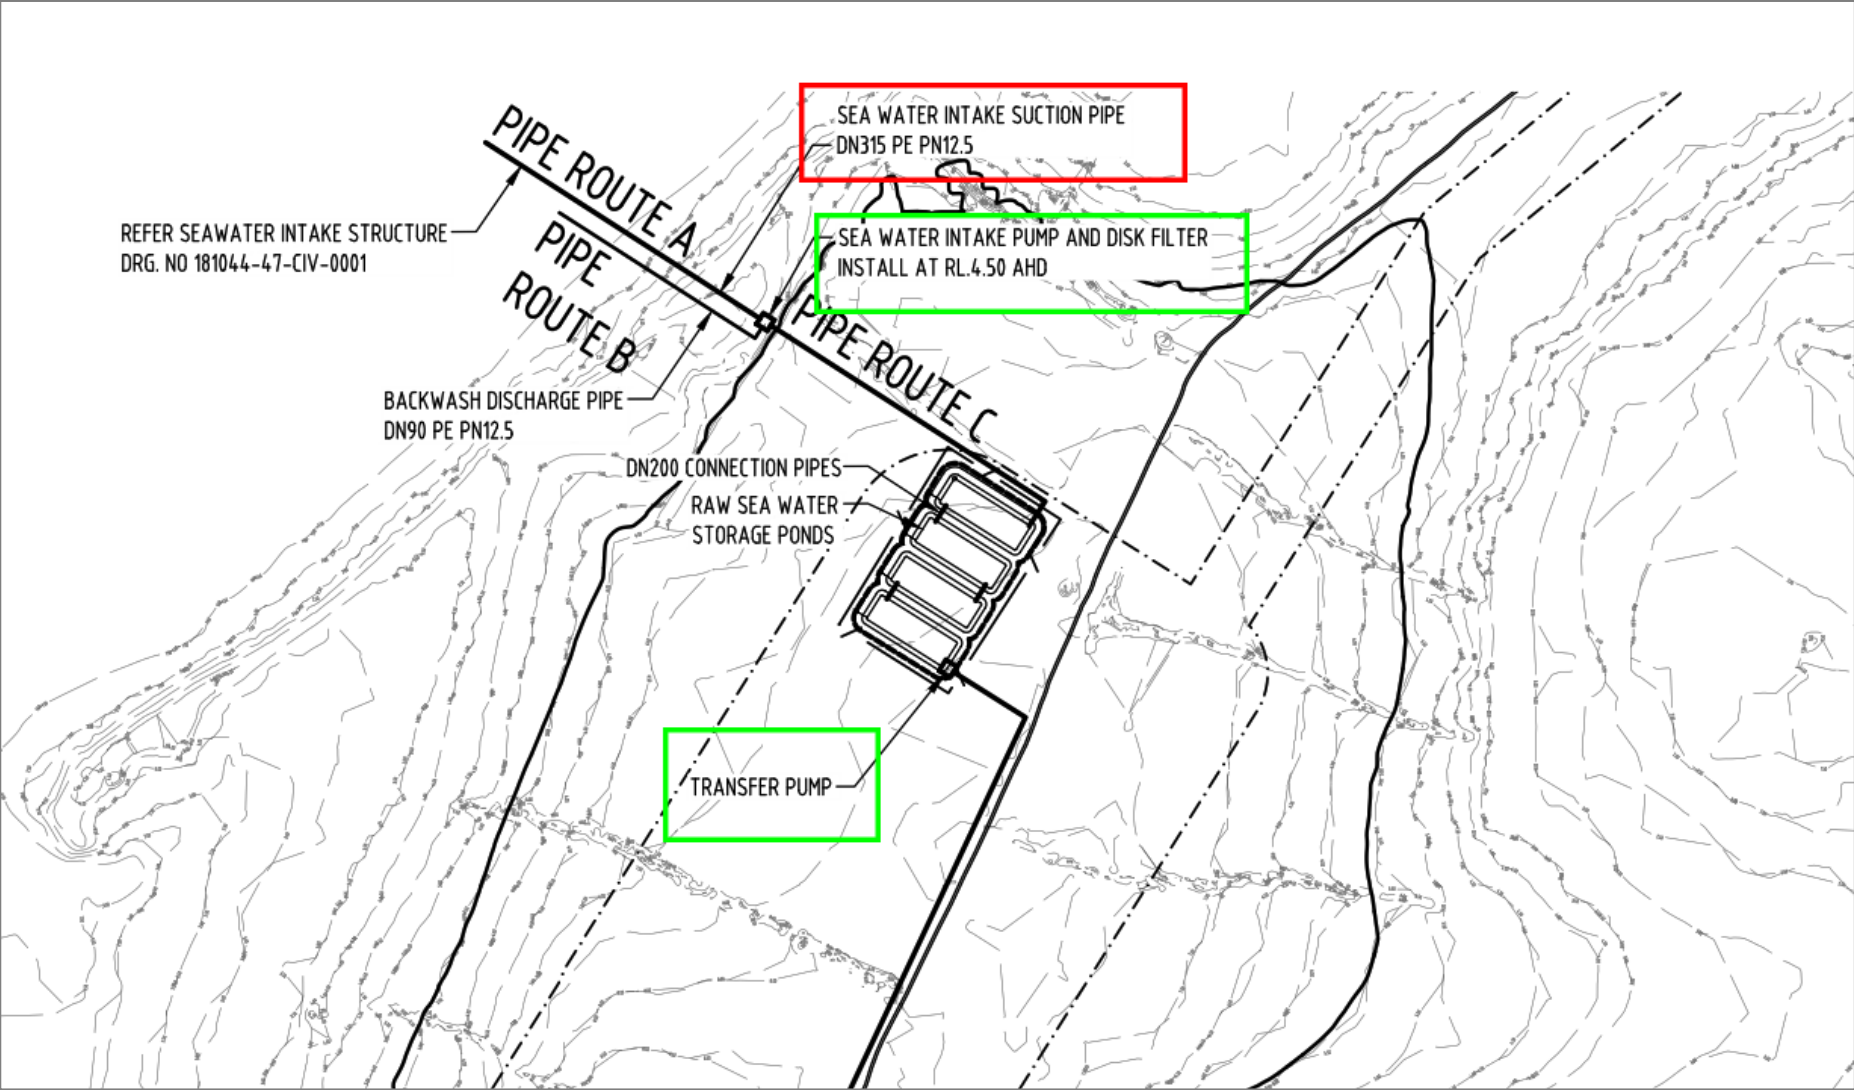 SEA WATER INTAKE SUCTION PIPE
DN315 PE PN12.5
PIPE ROUTE A
REFER SEAWATER INTAKE STRUCTURE
DRG. NO 181044-47-CIV-0001
SEA WATER INTAKE PUMP AND DISK FILTER
INSTALL AT RL.4.50 AHD
PIPE
ROUTE B
PIPE ROUTE C
BACKWASH DISCHARGE PIPE
DN90 PE PN12.5
DN200 CONNECTION PIPES
RAW SEA WATER
STORAGE PONDS
TRANSFER PUMP